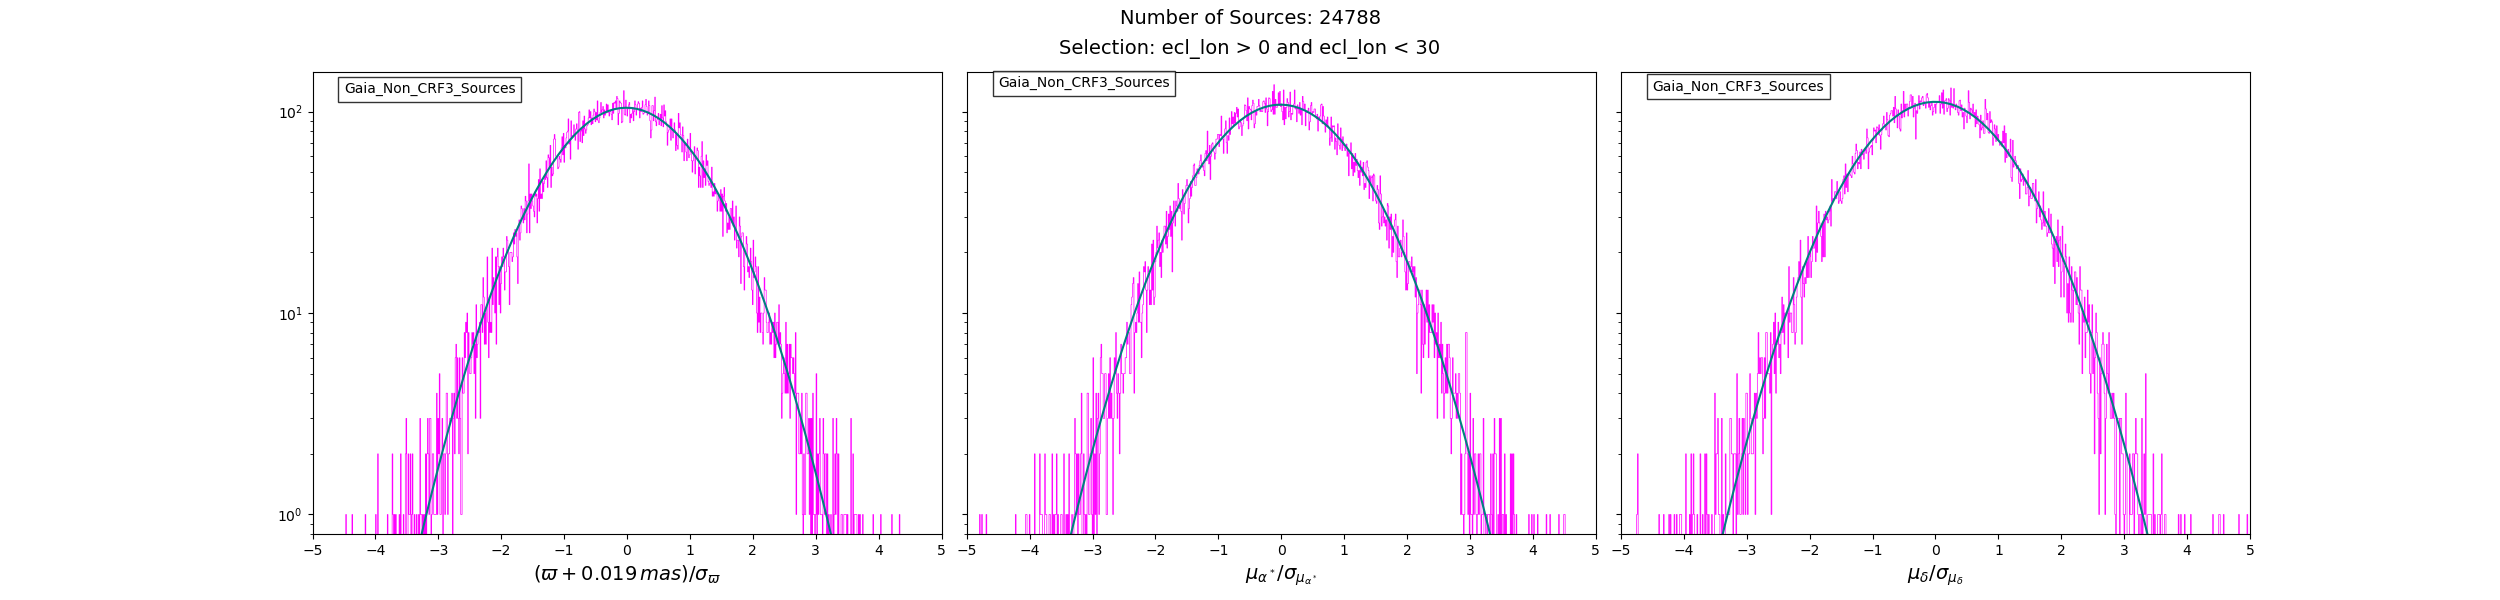 Number of Sources: 24788
Selection: ecl_lon > 0 and ecl_lon < 30
Gaia_Non_CRF3_Sources
Gaia_Non_CRF3_Sources
Gaia_Non_CRF3_Sources
10²
10¹
10⁰
−5 −4 −3 −2 −1 0 1 2 3 4 5
−5 −4 −3 −2 −1 0 1 2 3 4 5
−5 −4 −3 −2 −1 0 1 2 3 4 5
(ϖ + 0.019 mas)/σ_ϖ
μ_α*/σ_μ_α*
μ_δ/σ_μ_δ